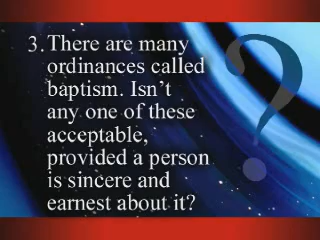 3. There are many
ordinances called
baptism. Isn't
any one of these
acceptable,
provided a person
is sincere and
earnest about it?
?